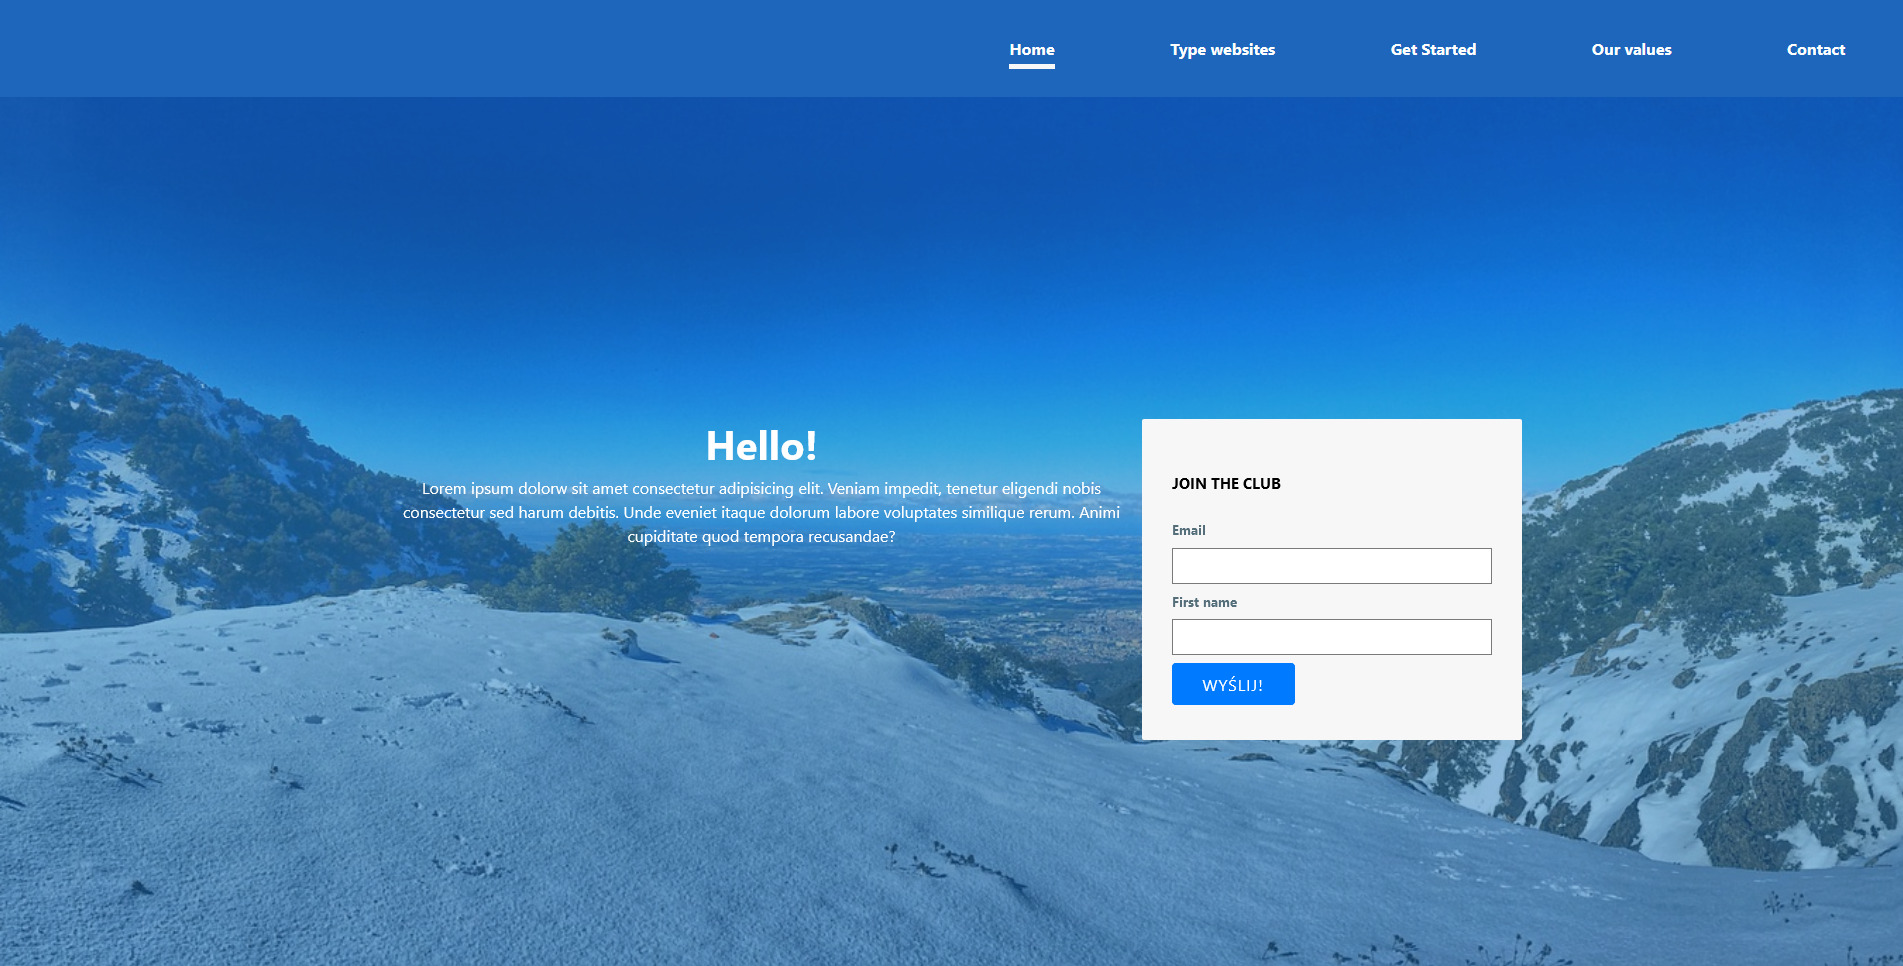 Home Type websites Get Started Our values Contact
Hello!
Lorem ipsum dolorw sit amet consectetur adipisicing elit. Veniam impedit, tenetur eligendi nobis
consectetur sed harum debitis. Unde eveniet itaque dolorum labore voluptates similique rerum. Animi
cupiditate quod tempora recusandae?
JOIN THE CLUB
Email
First name
WYŚLIJ!